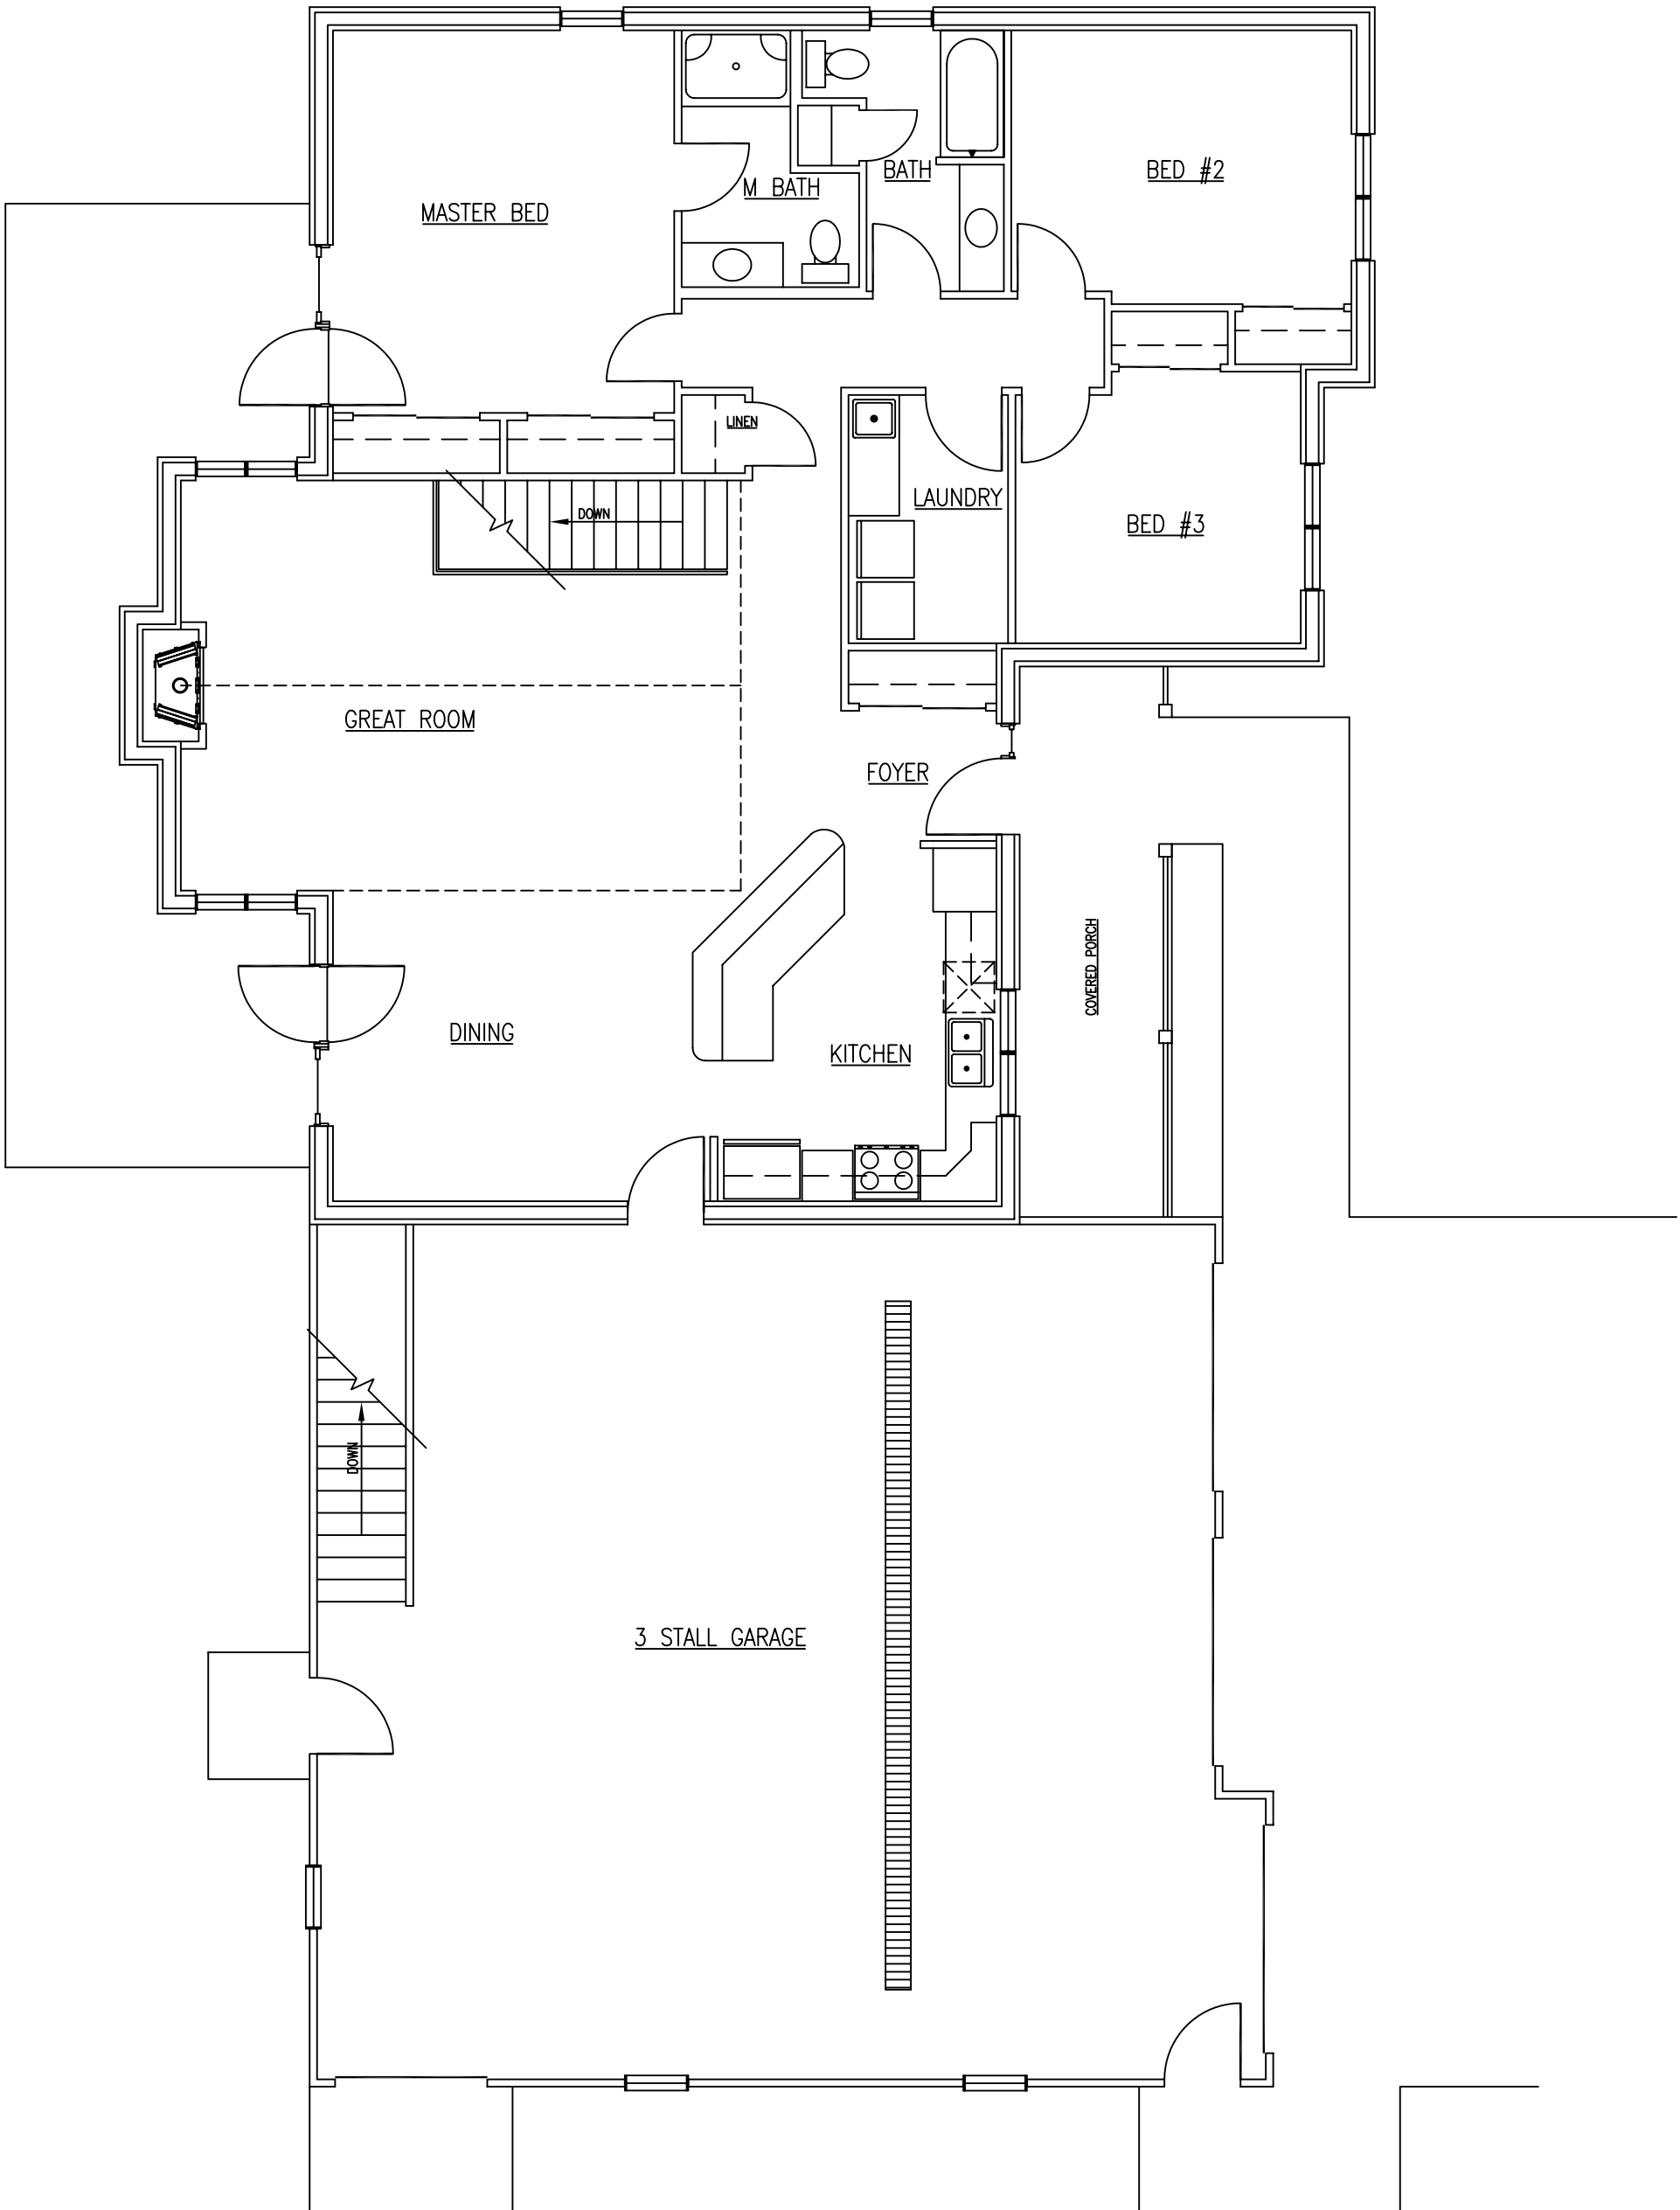 BATH
BED #2
M BATH
MASTER BED
LINEN
LAUNDRY
DOWN
BED #3
GREAT ROOM
FOYER
COVERED PORCH
DINING
KITCHEN
DOWN
3 STALL GARAGE